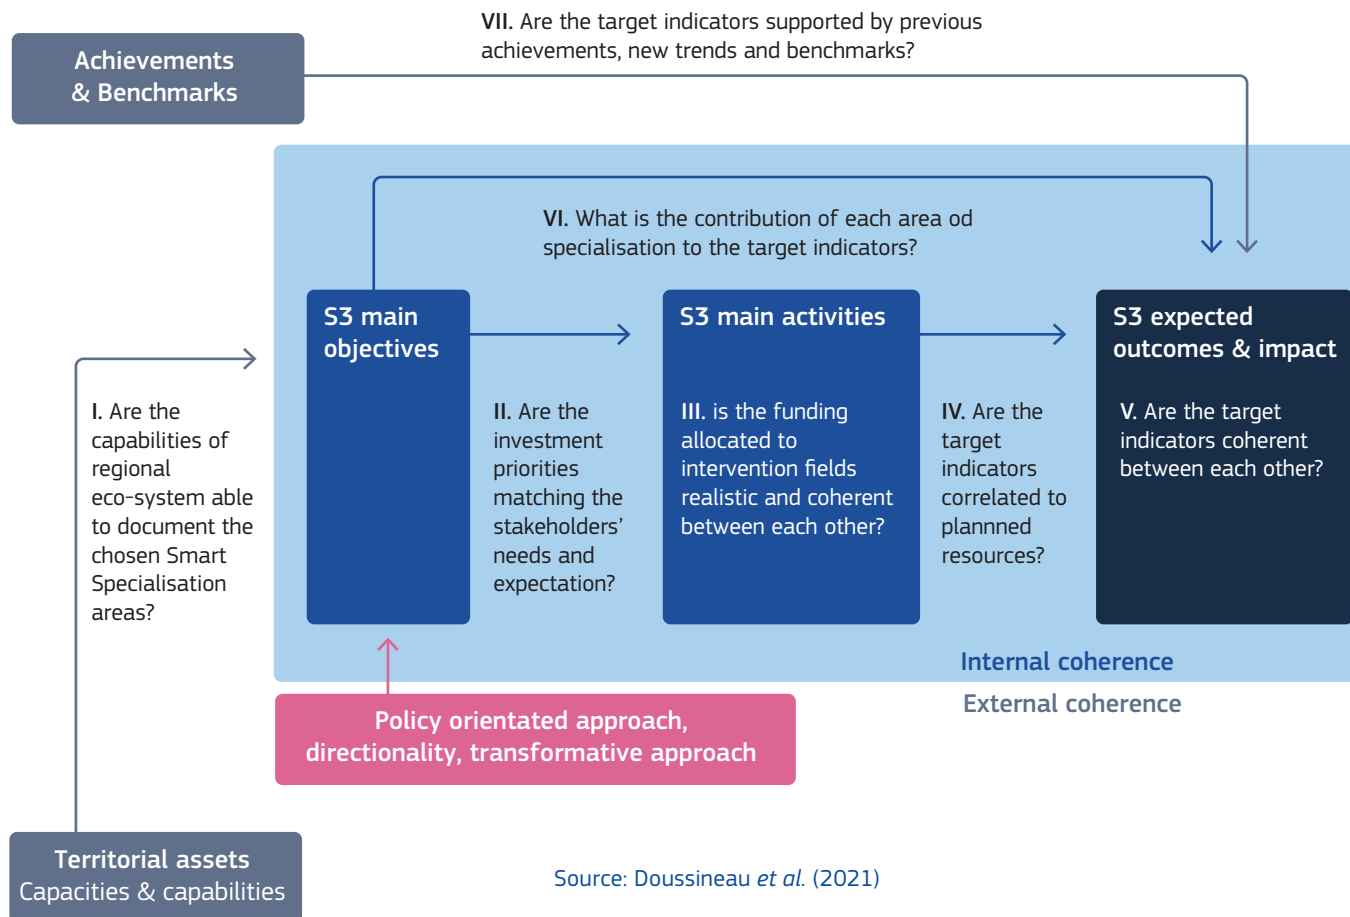 VII. Are the target indicators supported by previous
achievements, new trends and benchmarks?
Achievements
& Benchmarks
VI. What is the contribution of each area od
specialisation to the target indicators?
S3 main
objectives
S3 main activities
S3 expected
outcomes & impact
I. Are the
capabilities of
regional
eco-system able
to document the
chosen Smart
Specialisation
areas?
II. Are the
investment
priorities
matching the
stakeholders'
needs and
expectation?
III. is the funding
allocated to
intervention fields
realistic and coherent
between each other?
IV. Are the
target
indicators
correlated to
plannned
resources?
V. Are the target
indicators coherent
between each other?
Internal coherence
External coherence
Policy orientated approach,
directionality, transformative approach
Territorial assets
Capacities & capabilities
Source: Doussineau et al. (2021)